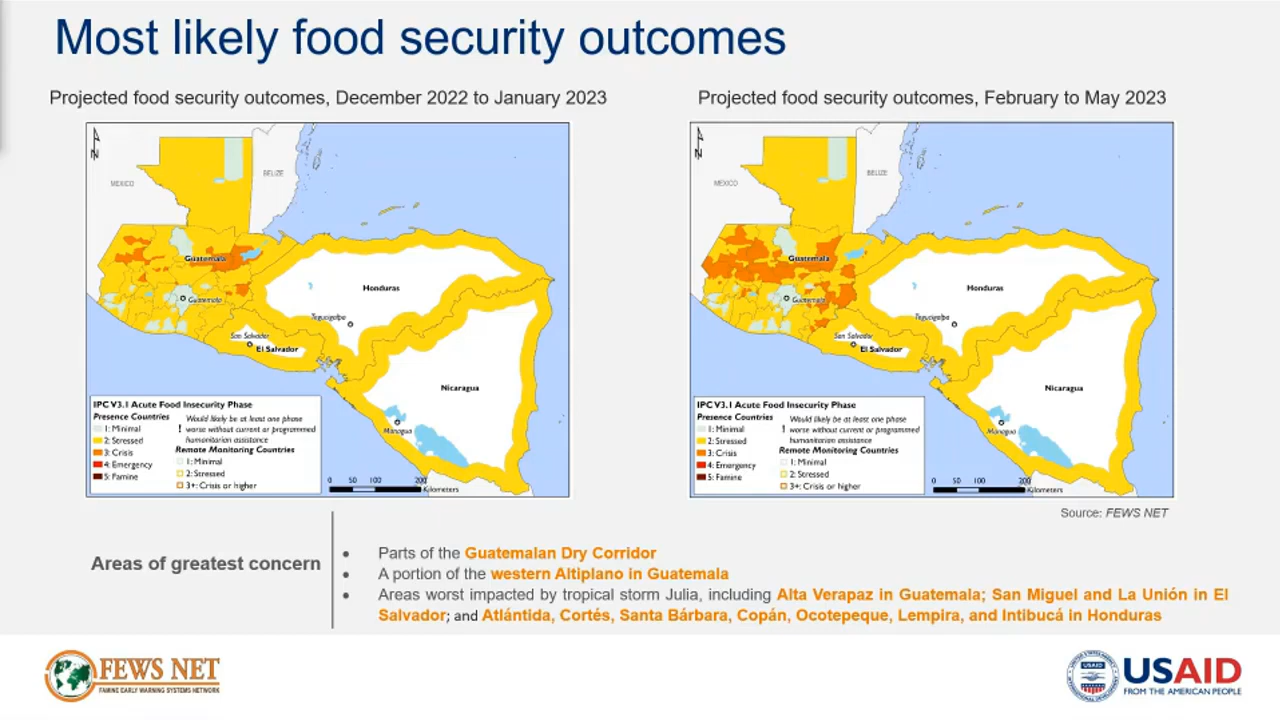 Most likely food security outcomes
Projected food security outcomes, December 2022 to January 2023
N
MEXICO
BELIZE
Guatemala
Guatemala
Honduras
Tegucigalpa
San Salvador
El Salvador
Nicaragua
Managua
IPC V3.1 Acute Food Insecurity Phase
Presence Countries
1: Minimal
2: Stressed
3: Crisis
4: Emergency
5: Famine
! Would likely be at least one phase
worse without current or programmed
humanitarian assistance
Remote Monitoring Countries
1: Minimal
2: Stressed
3+: Crisis or higher
0 50 100 200
Kilometers
Projected food security outcomes, February to May 2023
N
MEXICO
BELIZE
Guatemala
Guatemala
Honduras
Tegucigalpa
San Salvador
El Salvador
Nicaragua
Managua
IPC V3.1 Acute Food Insecurity Phase
Presence Countries
1: Minimal
2: Stressed
3: Crisis
4: Emergency
5: Famine
! Would likely be at least one phase
worse without current or programmed
humanitarian assistance
Remote Monitoring Countries
1: Minimal
2: Stressed
3+: Crisis or higher
0 50 100 200
Kilometers
Source: FEWS NET
Areas of greatest concern
● Parts of the Guatemalan Dry Corridor
● A portion of the western Altiplano in Guatemala
● Areas worst impacted by tropical storm Julia, including Alta Verapaz in Guatemala; San Miguel and La Unión in El
Salvador; and Atlántida, Cortés, Santa Bárbara, Copán, Ocotepeque, Lempira, and Intibucá in Honduras
FEWS NET
FAMINE EARLY WARNING SYSTEMS NETWORK
USAID
USAID
FROM THE AMERICAN PEOPLE